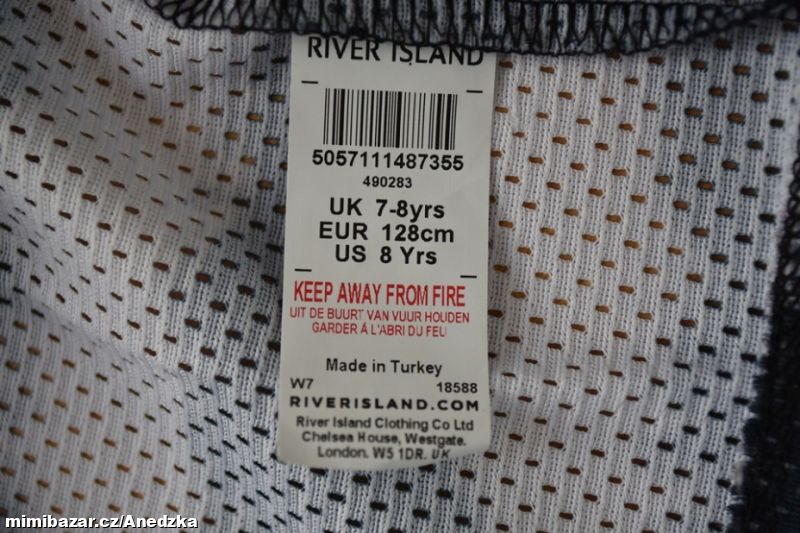 RIVER ISLAND
5057111487355
490283
UK 7-8yrs
EUR 128cm
US 8 Yrs
KEEP AWAY FROM FIRE
UIT DE BUURT VAN VUUR HOUDEN
GARDER Á L'ABRI DU FEU
Made in Turkey
W7 18588
RIVERISLAND.COM
River Island Clothing Co Ltd
Chelsea House, Westgate.
London. W5 1DR. UK
mimibazar.cz/Anedzka